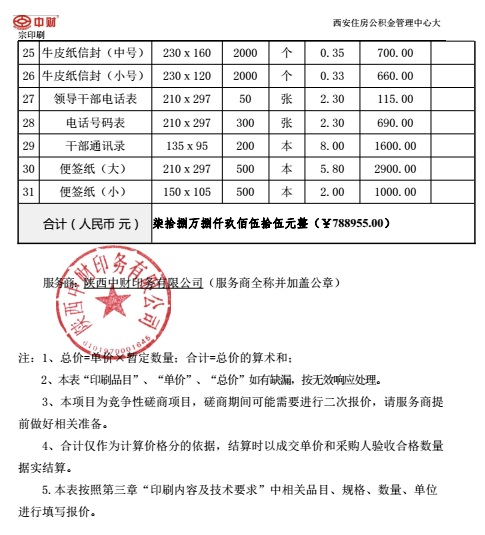 中财 西安住房公积金管理中心大
宗印刷
25 牛皮纸信封（中号） 230 x 160 2000 个 0.35 700.00
26 牛皮纸信封（小号） 230 x 120 2000 个 0.33 660.00
27 领导干部电话表 210 x 297 50 张 2.30 115.00
28 电话号码表 210 x 297 300 张 2.30 690.00
29 干部通讯录 135 x 95 200 本 8.00 1600.00
30 便签纸（大） 210 x 297 500 本 5.80 2900.00
31 便签纸（小） 150 x 105 500 本 2.00 1000.00
合计（人民币 元） 柒拾捌万捌仟玖佰伍拾伍元整（￥788955.00）
服务商：陕西中财印务有限公司（服务商全称并加盖公章）
陕西中财印务有限公司
注：1、总价=单价×暂定数量；合计=总价的算术和；
2、本表“印刷品目”、“单价”、“总价”如有缺漏，按无效响应处理。
3、本项目为竞争性磋商项目，磋商期间可能需要进行二次报价，请服务商提
前做好相关准备。
4、合计仅作为计算价格分的依据，结算时以成交单价和采购人验收合格数量
据实结算。
5.本表按照第三章“印刷内容及技术要求”中相关品目、规格、数量、单位
进行填写报价。